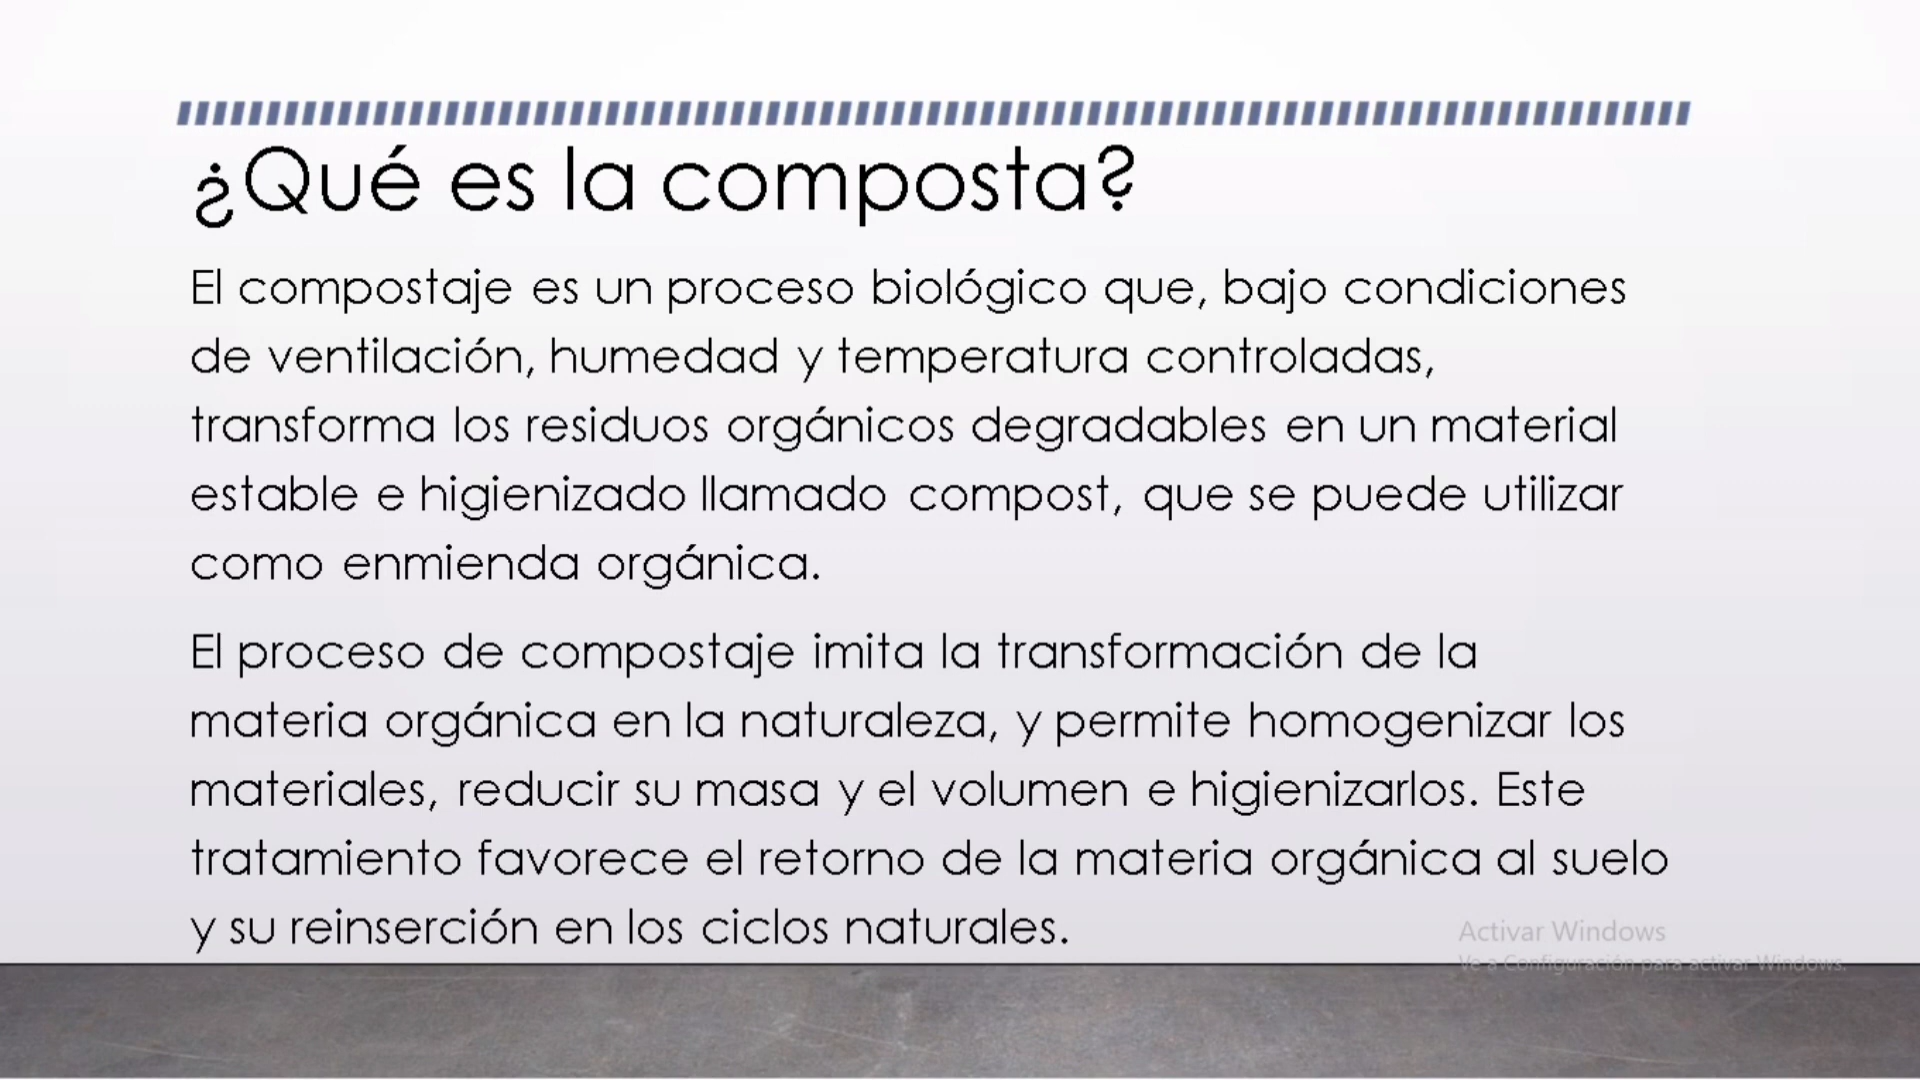 ¿Qué es la composta?
El compostaje es un proceso biológico que, bajo condiciones
de ventilación, humedad y temperatura controladas,
transforma los residuos orgánicos degradables en un material
estable e higienizado llamado compost, que se puede utilizar
como enmienda orgánica.
El proceso de compostaje imita la transformación de la
materia orgánica en la naturaleza, y permite homogenizar los
materiales, reducir su masa y el volumen e higienizarlos. Este
tratamiento favorece el retorno de la materia orgánica al suelo
y su reinserción en los ciclos naturales.
Activar Windows
Ve a Configuración para activar Windows.